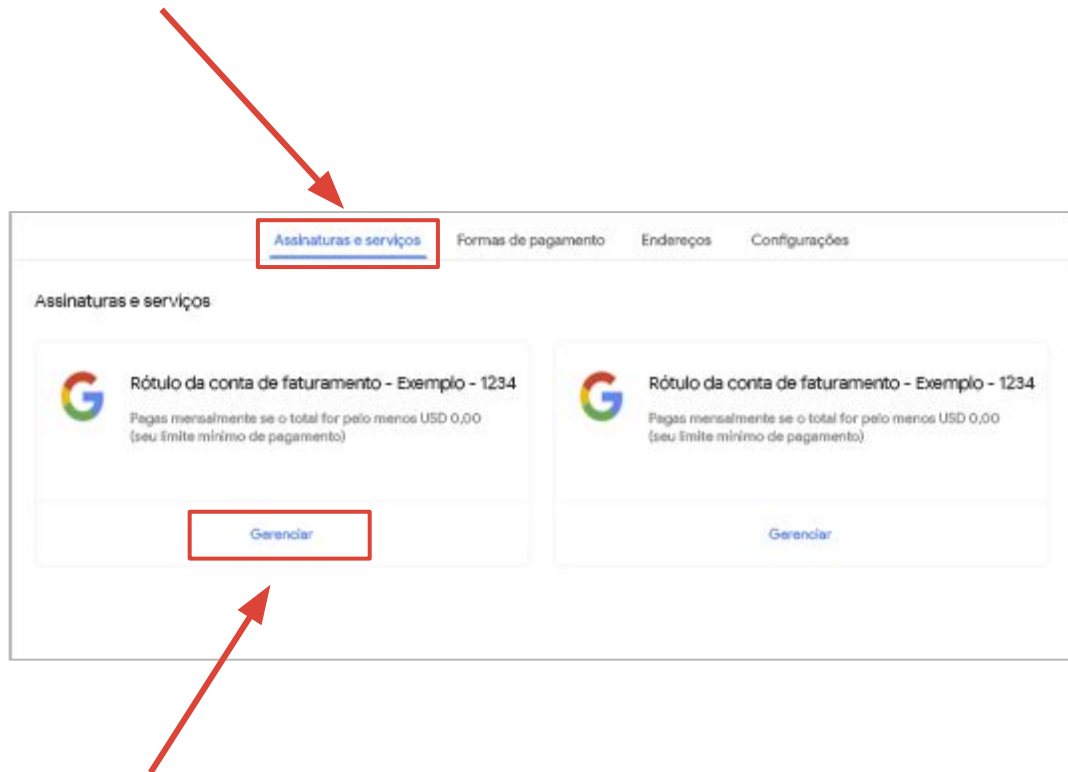 Assinaturas e serviços Formas de pagamento Endereços Configurações
Assinaturas e serviços
Rótulo da conta de faturamento - Exemplo - 1234
Pagas mensalmente se o total for pelo menos USD 0,00
(seu limite mínimo de pagamento)
Gerenciar
Rótulo da conta de faturamento - Exemplo - 1234
Pagas mensalmente se o total for pelo menos USD 0,00
(seu limite mínimo de pagamento)
Gerenciar